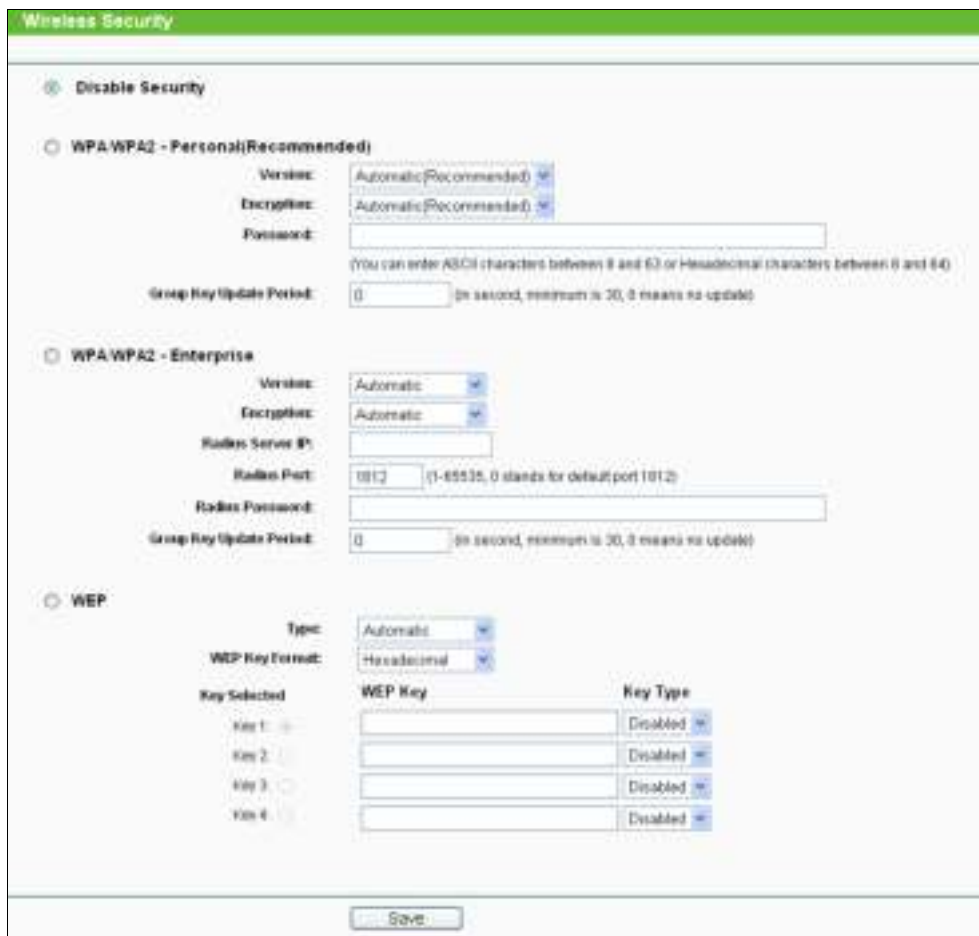 Wireless Security
Disable Security
WPA/WPA2 - Personal(Recommended)
Version: Automatic(Recommended)
Encryption: Automatic(Recommended)
Password:
(You can enter ASCII characters between 8 and 63 or Hexadecimal characters between 8 and 64)
Group Key Update Period: 0 (in second, minimum is 30, 0 means no update)
WPA/WPA2 - Enterprise
Version: Automatic
Encryption: Automatic
Radius Server IP:
Radius Port: 1812 (1-65535, 0 stands for default port 1812)
Radius Password:
Group Key Update Period: 0 (in second, minimum is 30, 0 means no update)
WEP
Type: Automatic
WEP Key Format: Hexadecimal
Key Selected WEP Key Key Type
Key 1: Disabled
Key 2: Disabled
Key 3: Disabled
Key 4: Disabled
Save